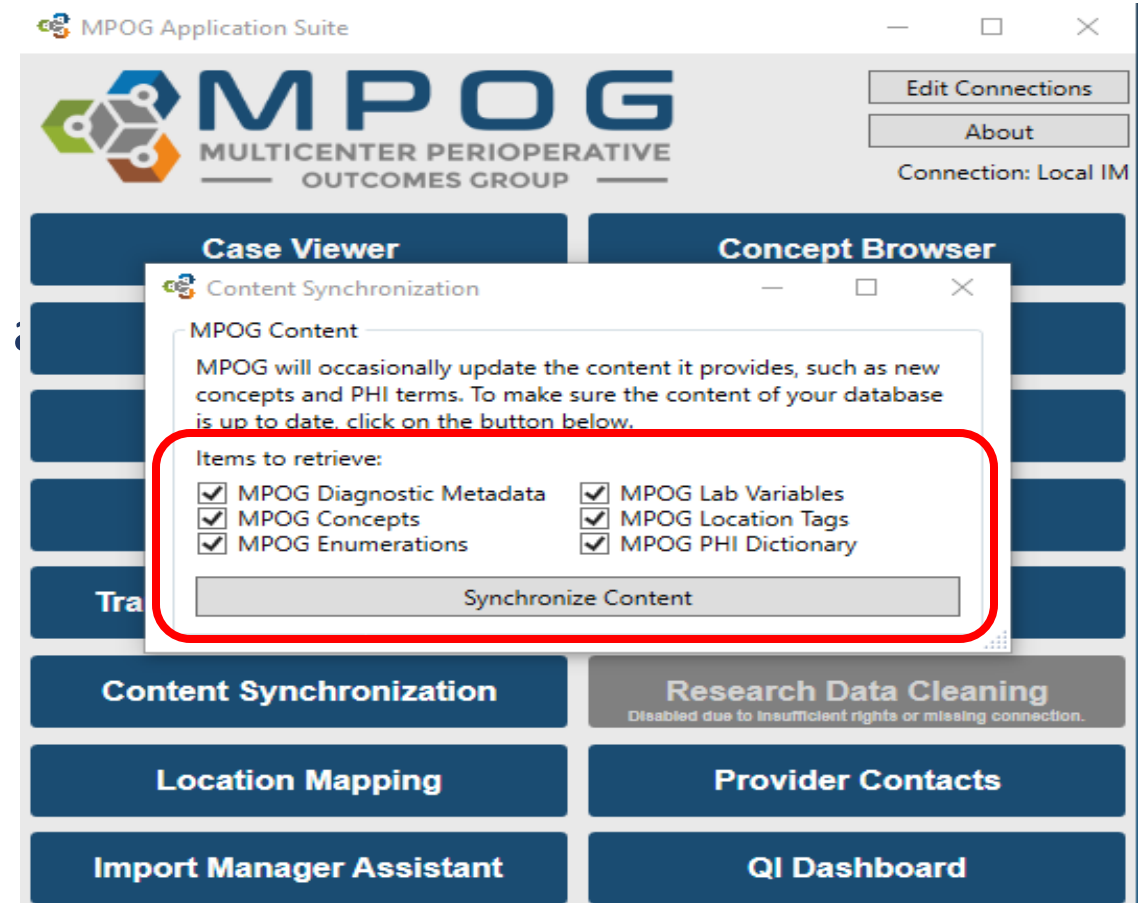 MPOG Application Suite
MPOG
MULTICENTER PERIOPERATIVE
OUTCOMES GROUP
Edit Connections
About
Connection: Local IM
Case Viewer
Concept Browser
Content Synchronization
MPOG Content
MPOG will occasionally update the content it provides, such as new
concepts and PHI terms. To make sure the content of your database
is up to date, click on the button below.
Items to retrieve:
MPOG Diagnostic Metadata
MPOG Lab Variables
MPOG Concepts
MPOG Location Tags
MPOG Enumerations
MPOG PHI Dictionary
Synchronize Content
Tra
Content Synchronization
Research Data Cleaning
Disabled due to insufficient rights or missing connection.
Location Mapping
Provider Contacts
Import Manager Assistant
QI Dashboard